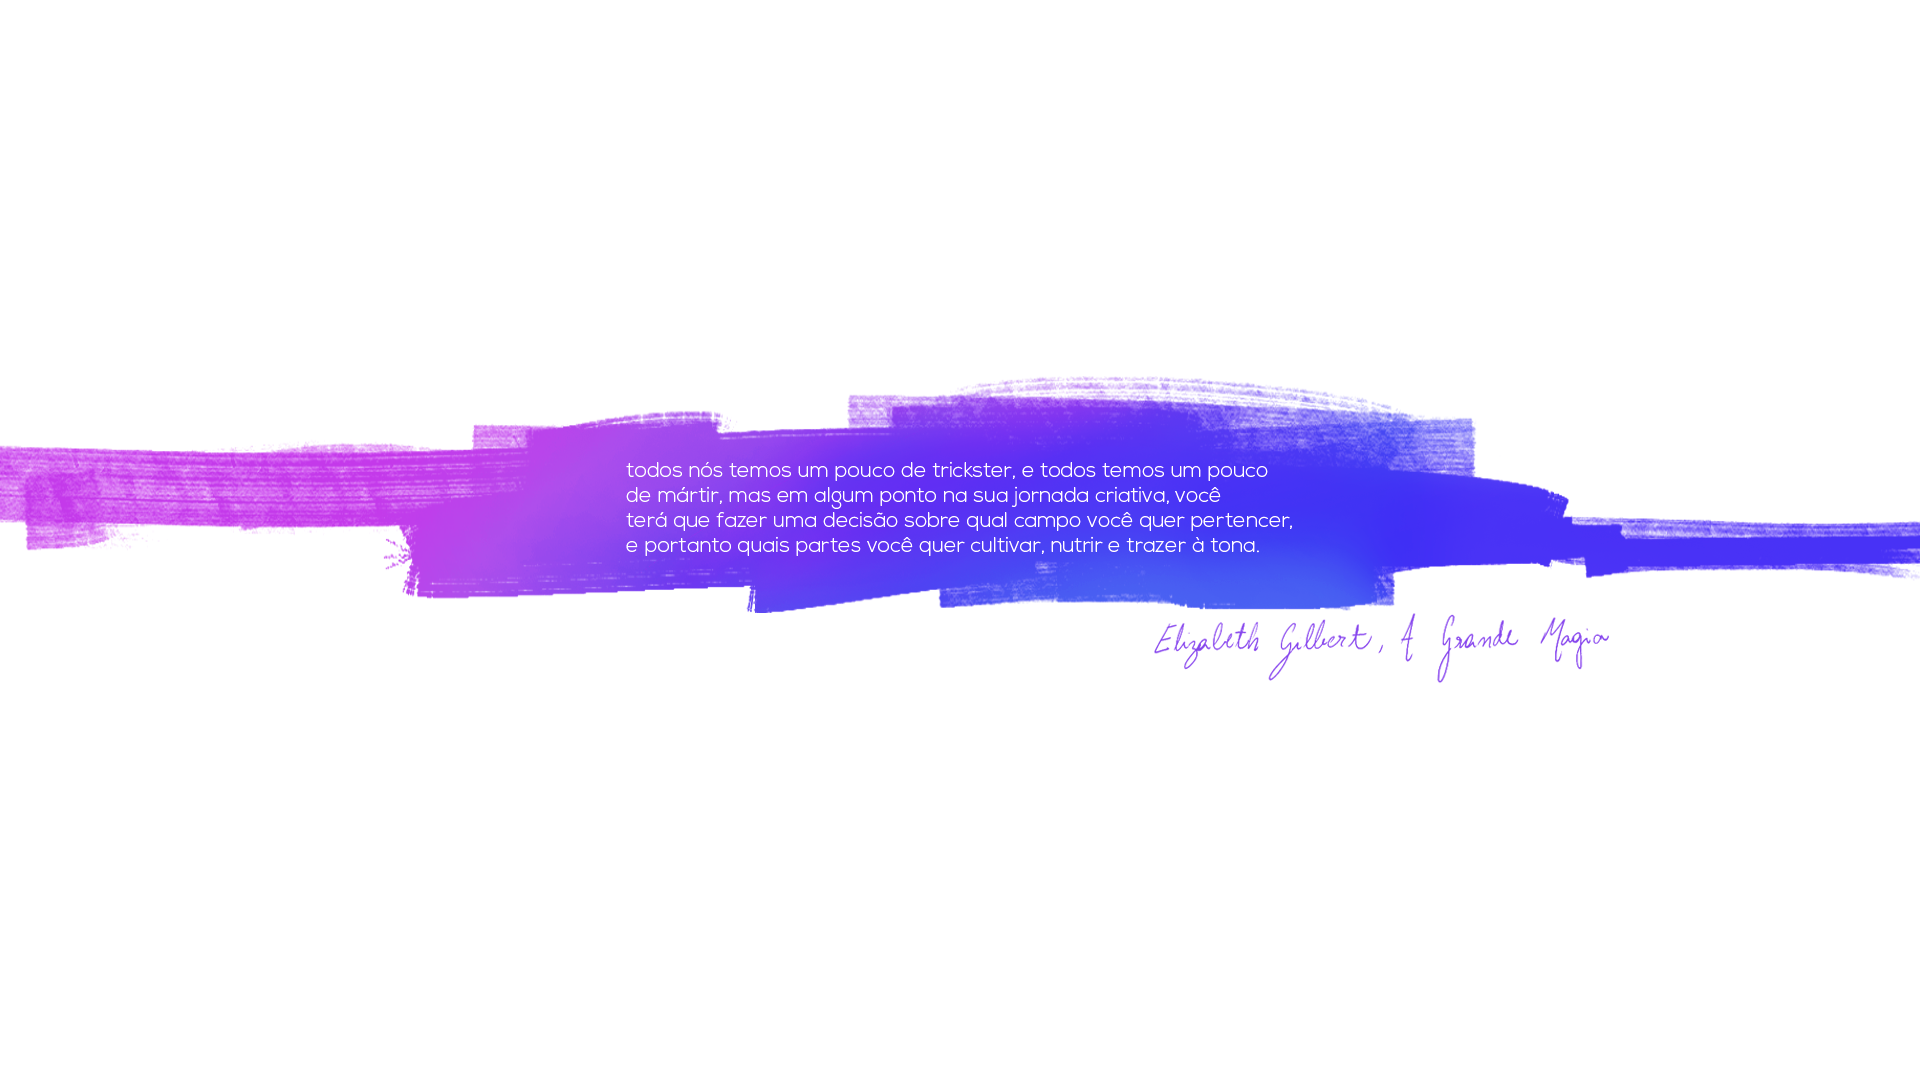 todos nós temos um pouco de trickster, e todos temos um pouco
de mártir, mas em algum ponto na sua jornada criativa, você
terá que fazer uma decisão sobre qual campo você quer pertencer,
e portanto quais partes você quer cultivar, nutrir e trazer à tona.
Elizabeth Gilbert, A Grande Magia